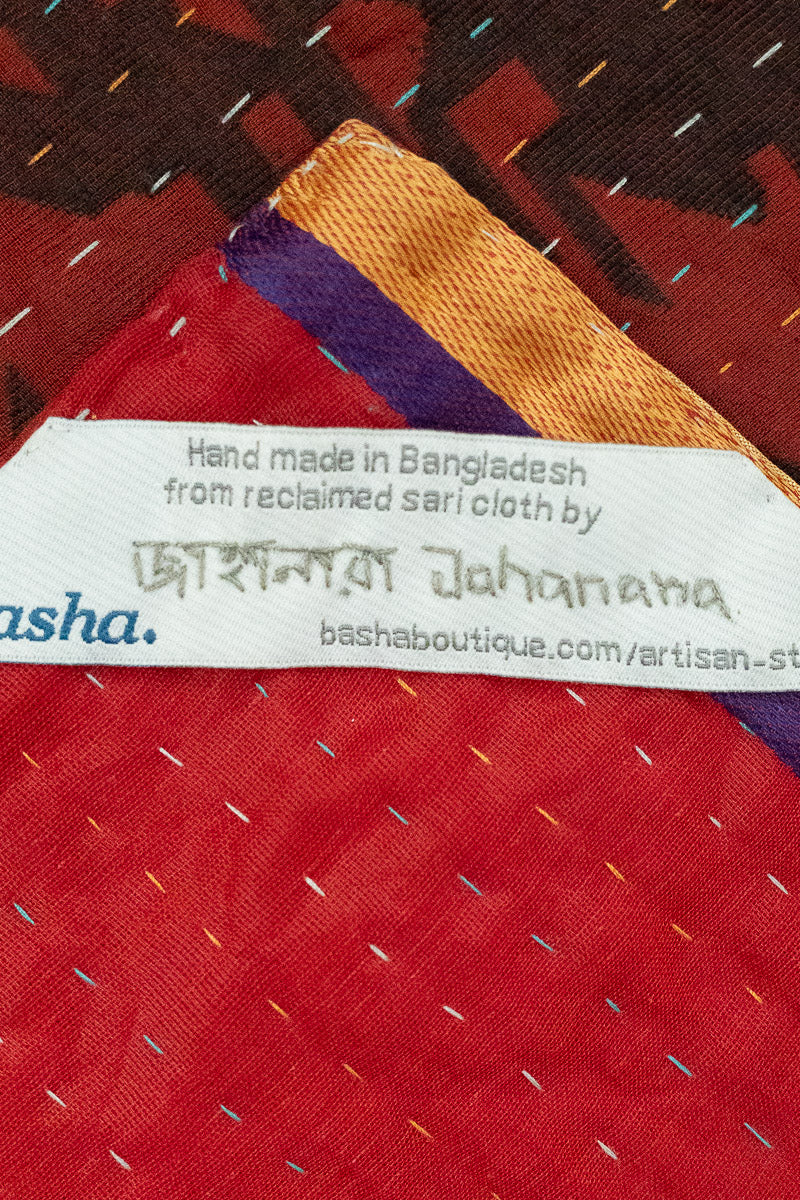 Hand made in Bangladesh
from reclaimed sari cloth by
জাহানারা Jahanara
asha.
bashaboutique.com/artisan-st